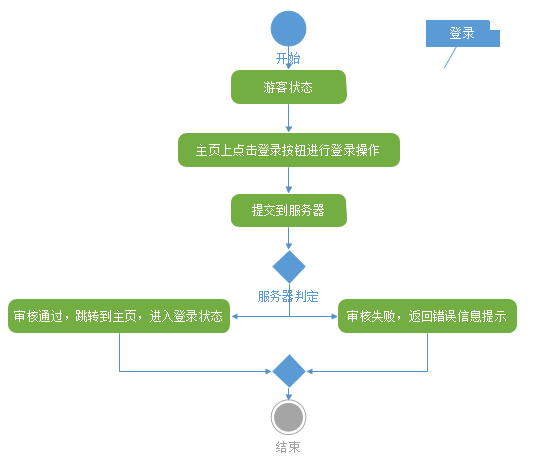 登录
开始
游客状态
主页上点击登录按钮进行登录操作
提交到服务器
服务器判定
审核通过，跳转到主页，进入登录状态
审核失败，返回错误信息提示
结束